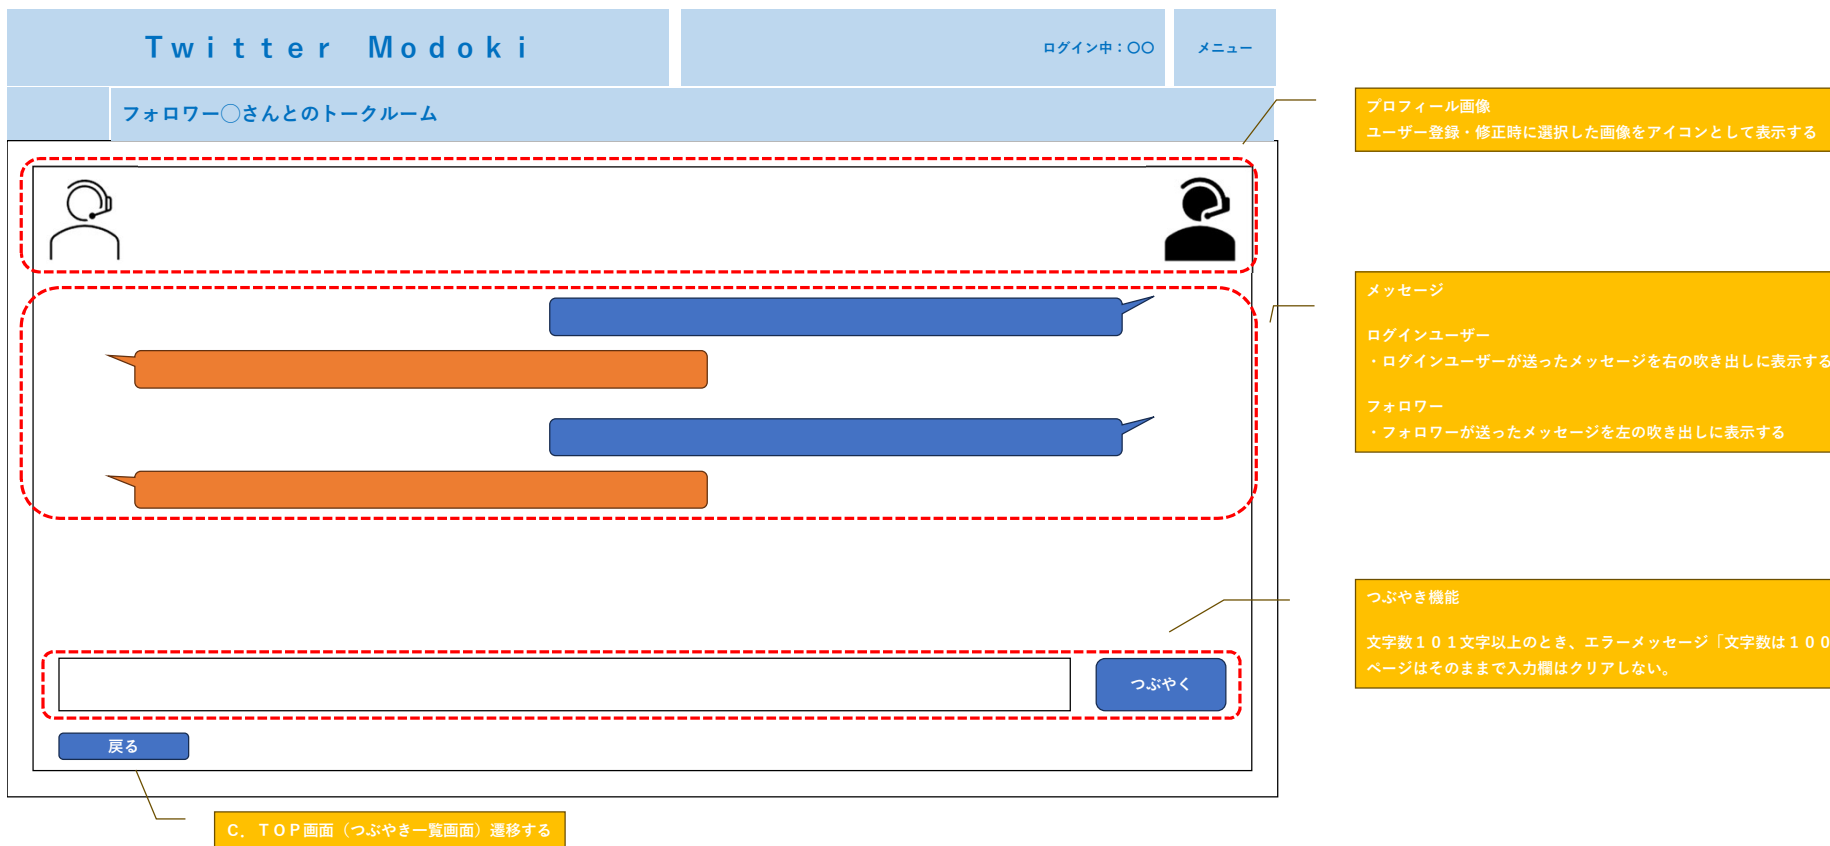 Ｔｗｉｔｔｅｒ　Ｍｏｄｏｋｉ
ログイン中：〇〇
メニュー
フォロワー◯さんとのトークルーム
プロフィール画像
ユーザー登録・修正時に選択した画像をアイコンとして表示する
メッセージ
ログインユーザー
・ログインユーザーが送ったメッセージを右の吹き出しに表示する
フォロワー
・フォロワーが送ったメッセージを左の吹き出しに表示する
つぶやき機能
文字数１０１文字以上のとき、エラーメッセージ「文字数は１００
ページはそのままで入力欄はクリアしない。
つぶやく
戻る
Ｃ．ＴＯＰ画面（つぶやき一覧画面）遷移する